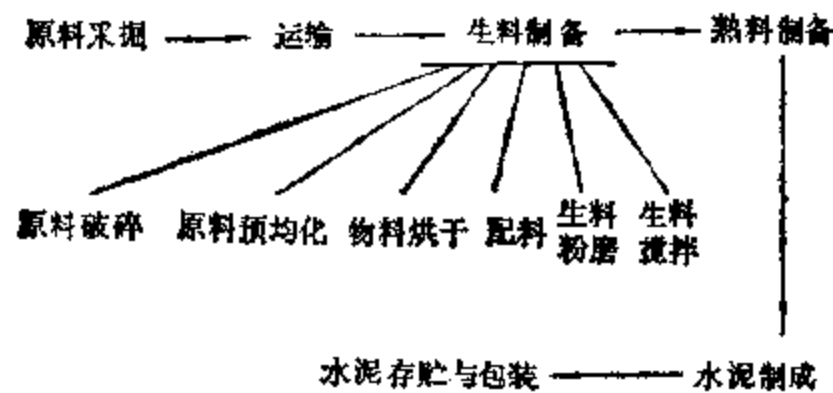 原料采掘 运输 生料制备 熟料制备
原料破碎 原料预均化 物料烘干 配料 生料粉磨 生料搅拌
水泥存贮与包装 水泥制成